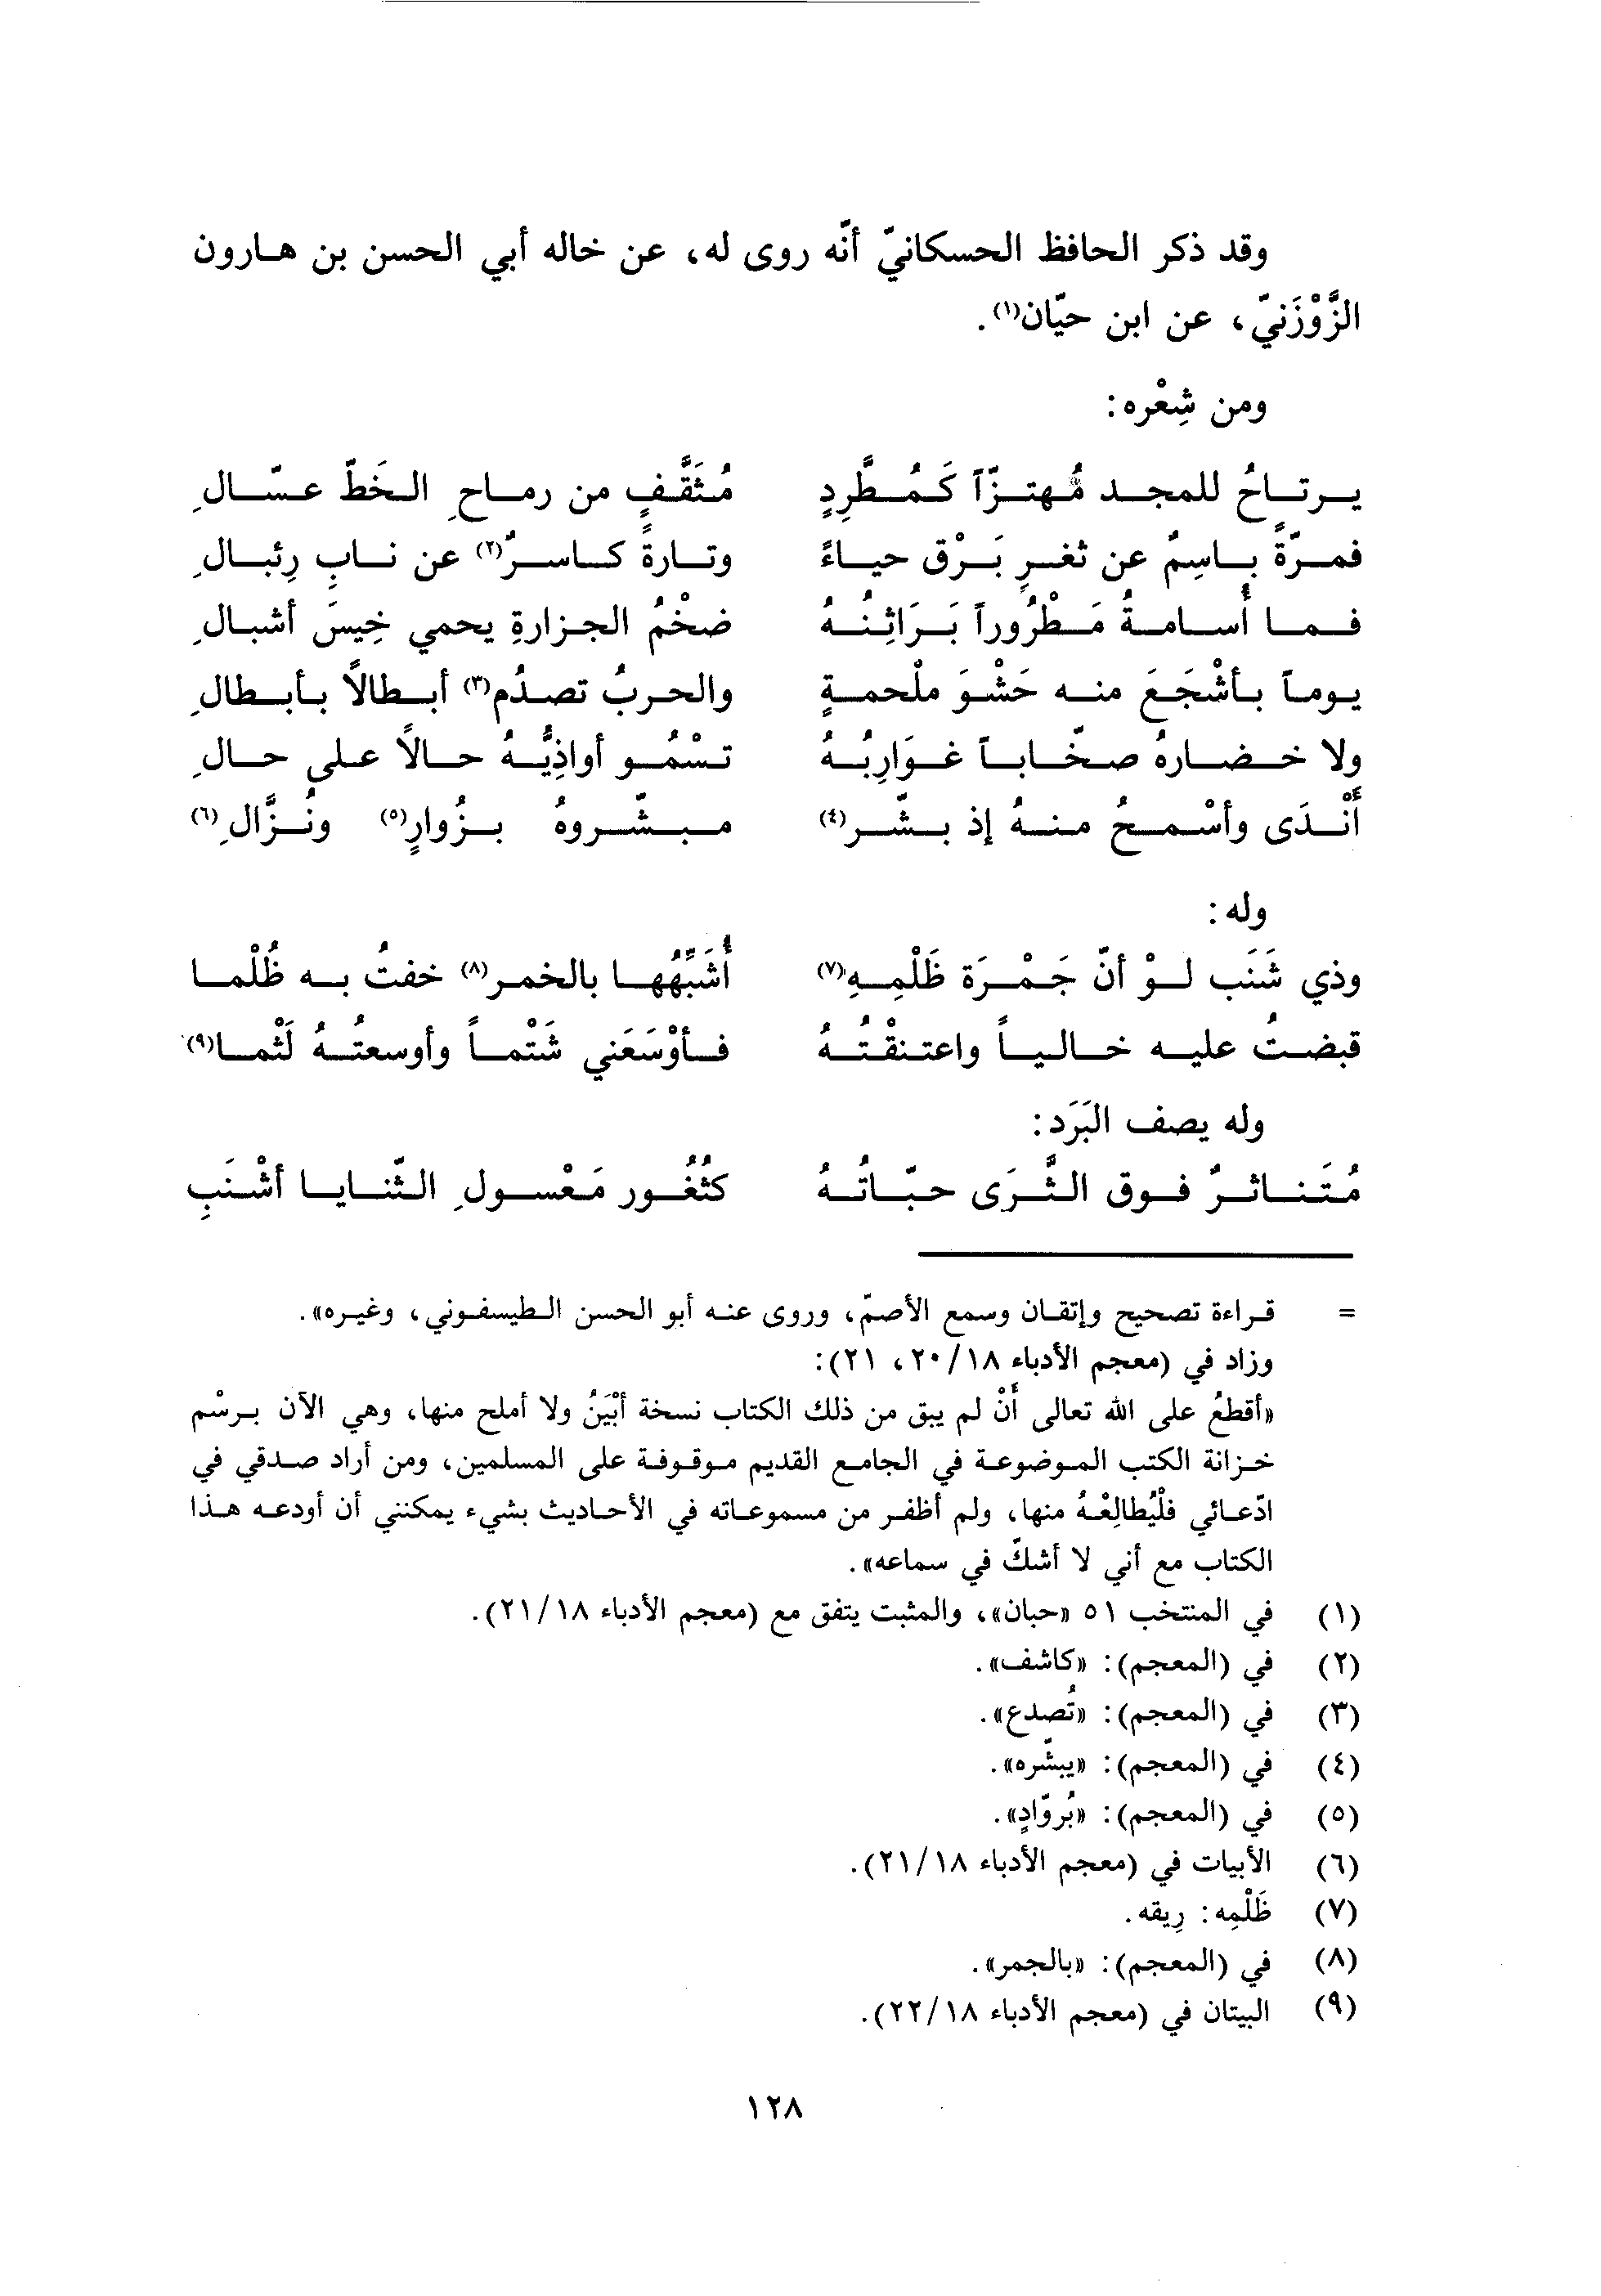 وقد ذكر الحافظ الحسكانيّ أنّه روى له، عن خاله أبي الحسن بن هارون
الزَّوْزَنيّ، عن ابن حيّان(١).
ومن شِعْره:
يرتاحُ للمجد مُهتزّاً كَمُطَّرِدٍ مُثَقَّفٍ من رماحِ الخَطّ عسّالِ
فمرّةً باسِمٌ عن ثغرِ بَرْق حياءً وتارةً كاسرٌ(٢) عن نابِ رِئبالِ
فما أُسامةُ مَطْرُوراً بَرَاثِنُهُ ضخْمُ الجزارةِ يحمي خِيسَ أشبالِ
يوماً بأشْجَعَ منه حَشْوَ ملْحمةٍ والحربُ تصدُم(٣) أبطالاً بأبطالِ
ولا خضارهُ صخّاباً غوَارِبُهُ تسْمُو أواذِيُّهُ حالاً على حالِ
أنْدَى وأسْمحُ منهُ إذ بشّر(٤) مبشّروهُ بزُوارٍ(٥) ونُزَّالِ(٦)
وله:
وذي شَنَب لوْ أنّ جَمْرَة ظَلْمِهِ(٧) أُشَبِّهُها بالخمر(٨) خفتُ به ظُلْما
قبضتُ عليه خالياً واعتنقْتُهُ فأوْسَعَني شَتْماً وأوسعتُهُ لَثْما(٩)
وله يصف البَرَد:
مُتَناثرٌ فوق الثَّرَى حبّاتُهُ كثُغُور مَعْسولِ الثّنايا أشْنَبِ
= قراءة تصحيح وإتقان وسمع الأصمّ، وروى عنه أبو الحسن الطيسفوني، وغيره».
وزاد في (معجم الأدباء ٢٠/١٨، ٢١):
«أقطعُ على الله تعالى أَنْ لم يبق من ذلك الكتاب نسخة أبْيَنُ ولا أملح منها، وهي الآن برسْم
خزانة الكتب الموضوعة في الجامع القديم موقوفة على المسلمين، ومن أراد صدقي في
ادّعائي فلْيُطالِعْهُ منها، ولم أظفر من مسموعاته في الأحاديث بشيء يمكنني أن أودعه هذا
الكتاب مع أني لا أشكّ في سماعه».
(١) في المنتخب ٥١ «حبان»، والمثبت يتفق مع (معجم الأدباء ٢١/١٨).
(٢) في (المعجم): «كاشف».
(٣) في (المعجم): «تُصدع».
(٤) في (المعجم): «يبشّره».
(٥) في (المعجم): «بُروّادٍ».
(٦) الأبيات في (معجم الأدباء ٢١/١٨).
(٧) ظَلْمِه: رِيقه.
(٨) في (المعجم): «بالجمر».
(٩) البيتان في (معجم الأدباء ٢٢/١٨).
١٢٨